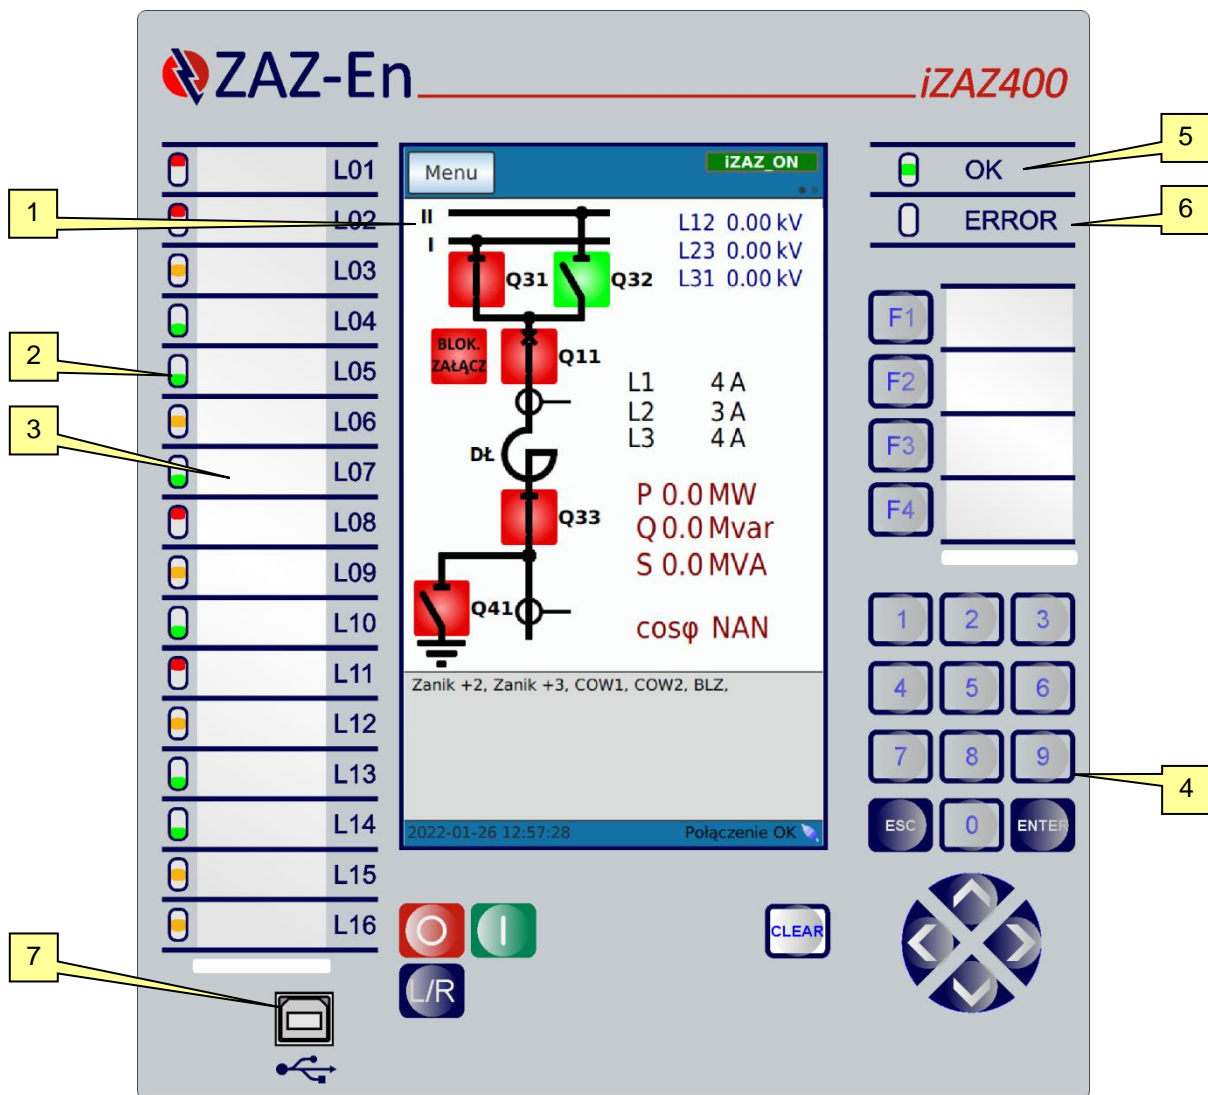 ZAZ-En
iZAZ400
1
2
3
7
L01
L02
L03
L04
L05
L06
L07
L08
L09
L10
L11
L12
L13
L14
L15
L16
Menu
iZAZ_ON
II
I
L12 0.00 kV
L23 0.00 kV
L31 0.00 kV
Q31
Q32
BLOK.
ZAŁĄCZ
Q11
L1 4 A
L2 3 A
L3 4 A
DŁ
P 0.0 MW
Q 0.0 Mvar
S 0.0 MVA
Q33
Q41
cosφ NAN
Zanik +2, Zanik +3, COW1, COW2, BLZ,
2022-01-26 12:57:28
Połączenie OK
L/R
CLEAR
OK
ERROR
5
6
F1
F2
F3
F4
1 2 3
4 5 6
7 8 9
ESC 0 ENTER
4